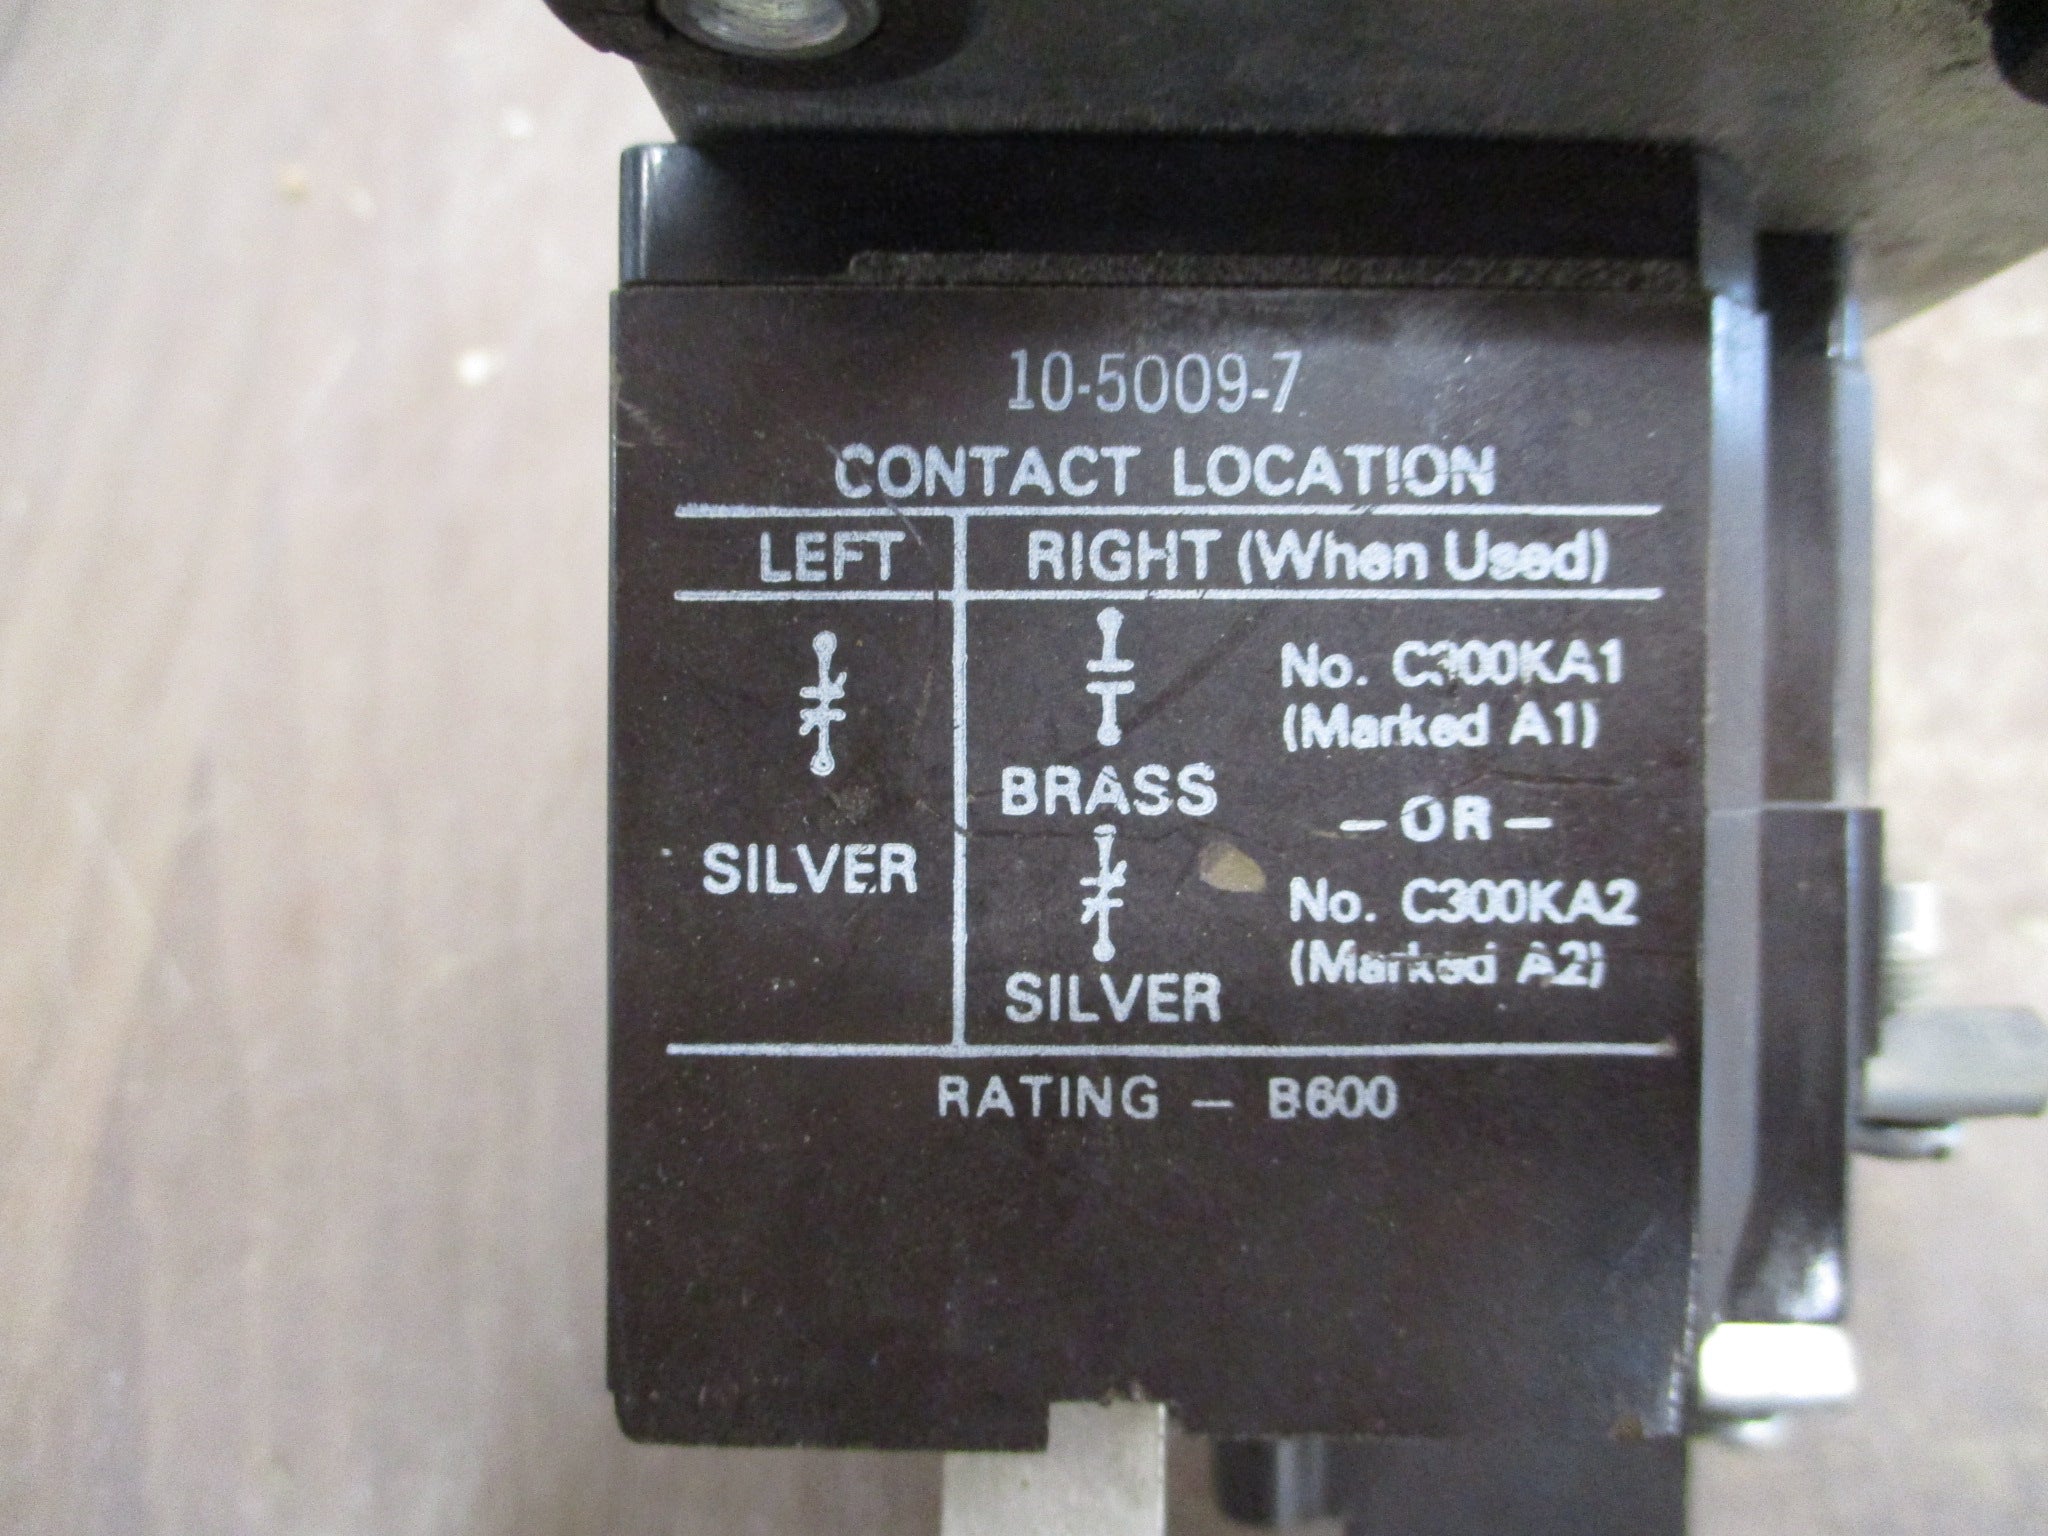 10-5009-7
CONTACT LOCATION
LEFT RIGHT (When Used)
No. C300KA1
(Marked A1)
BRASS
— OR —
SILVER
No. C300KA2
(Marked A2)
SILVER
RATING — B600